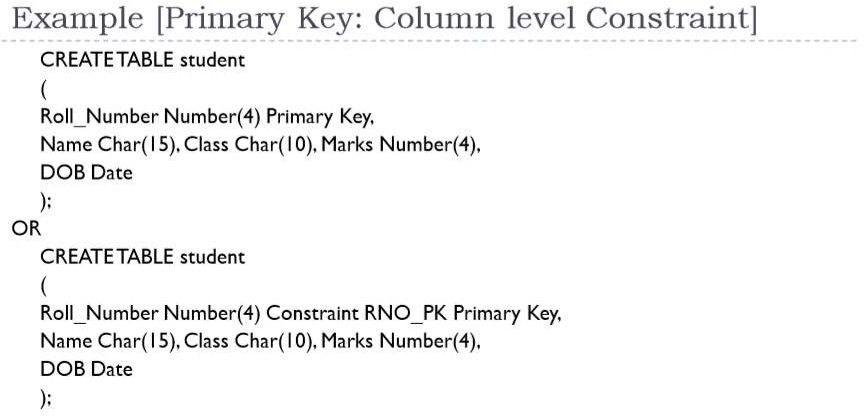 Example [Primary Key: Column level Constraint]
CREATE TABLE student
(
Roll_Number Number(4) Primary Key,
Name Char(15), Class Char(10), Marks Number(4),
DOB Date
);
OR
CREATE TABLE student
(
Roll_Number Number(4) Constraint RNO_PK Primary Key,
Name Char(15), Class Char(10), Marks Number(4),
DOB Date
);